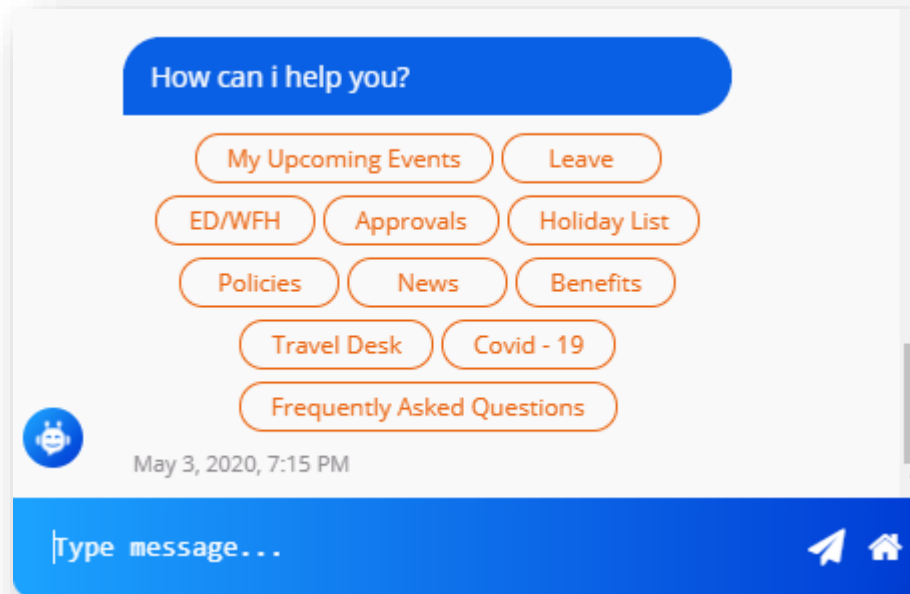 How can i help you?
My Upcoming Events Leave
ED/WFH Approvals Holiday List
Policies News Benefits
Travel Desk Covid - 19
Frequently Asked Questions
May 3, 2020, 7:15 PM
Type message...